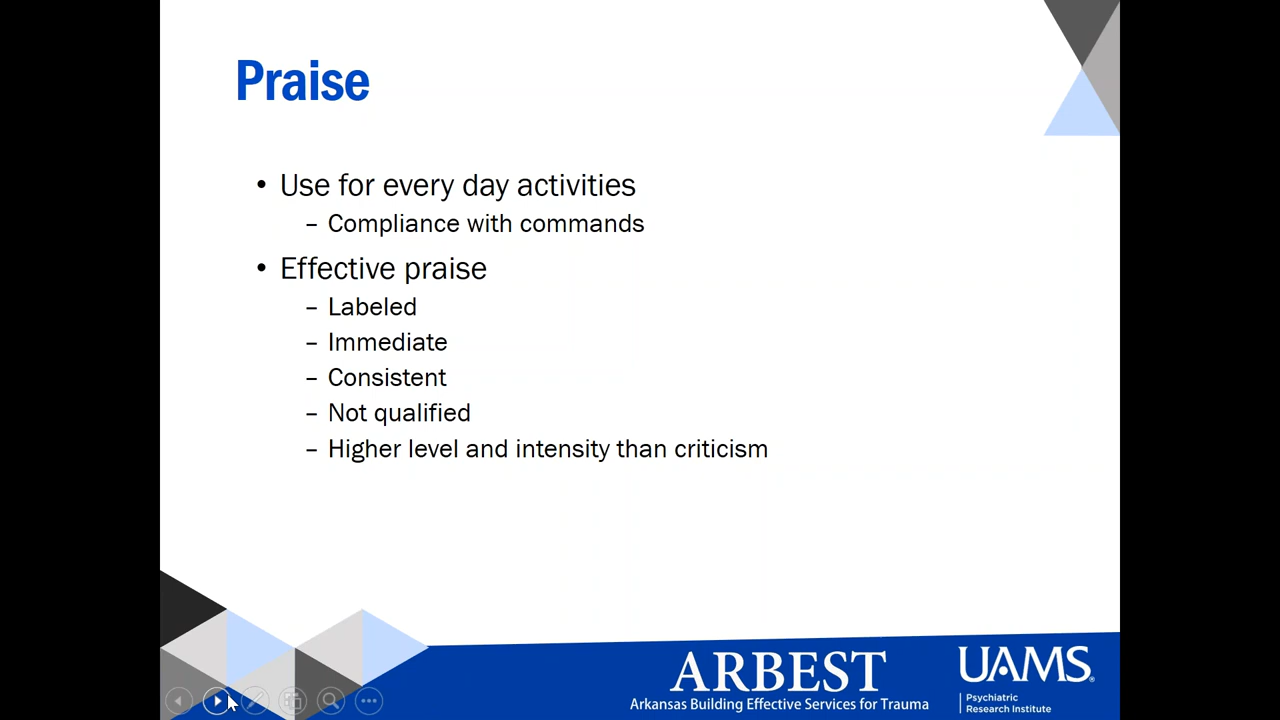 Praise
• Use for every day activities
– Compliance with commands
• Effective praise
– Labeled
– Immediate
– Consistent
– Not qualified
– Higher level and intensity than criticism
ARBEST
Arkansas Building Effective Services for Trauma
UAMS®
Psychiatric
Research Institute